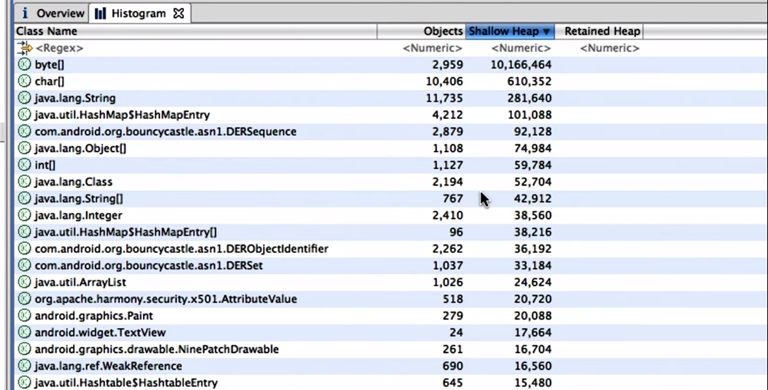 i Overview Histogram
Class Name Objects Shallow Heap ▼ Retained Heap
<Regex> <Numeric> <Numeric> <Numeric>
byte[] 2,959 10,166,464
char[] 10,406 610,352
java.lang.String 11,735 281,640
java.util.HashMap$HashMapEntry 4,212 101,088
com.android.org.bouncycastle.asn1.DERSequence 2,879 92,128
java.lang.Object[] 1,108 74,984
int[] 1,127 59,784
java.lang.Class 2,194 52,704
java.lang.String[] 767 42,912
java.lang.Integer 2,410 38,560
java.util.HashMap$HashMapEntry[] 96 38,216
com.android.org.bouncycastle.asn1.DERObjectIdentifier 2,262 36,192
com.android.org.bouncycastle.asn1.DERSet 1,037 33,184
java.util.ArrayList 1,026 24,624
org.apache.harmony.security.x501.AttributeValue 518 20,720
android.graphics.Paint 279 20,088
android.widget.TextView 24 17,664
android.graphics.drawable.NinePatchDrawable 261 16,704
java.lang.ref.WeakReference 690 16,560
java.util.Hashtable$HashtableEntry 645 15,480